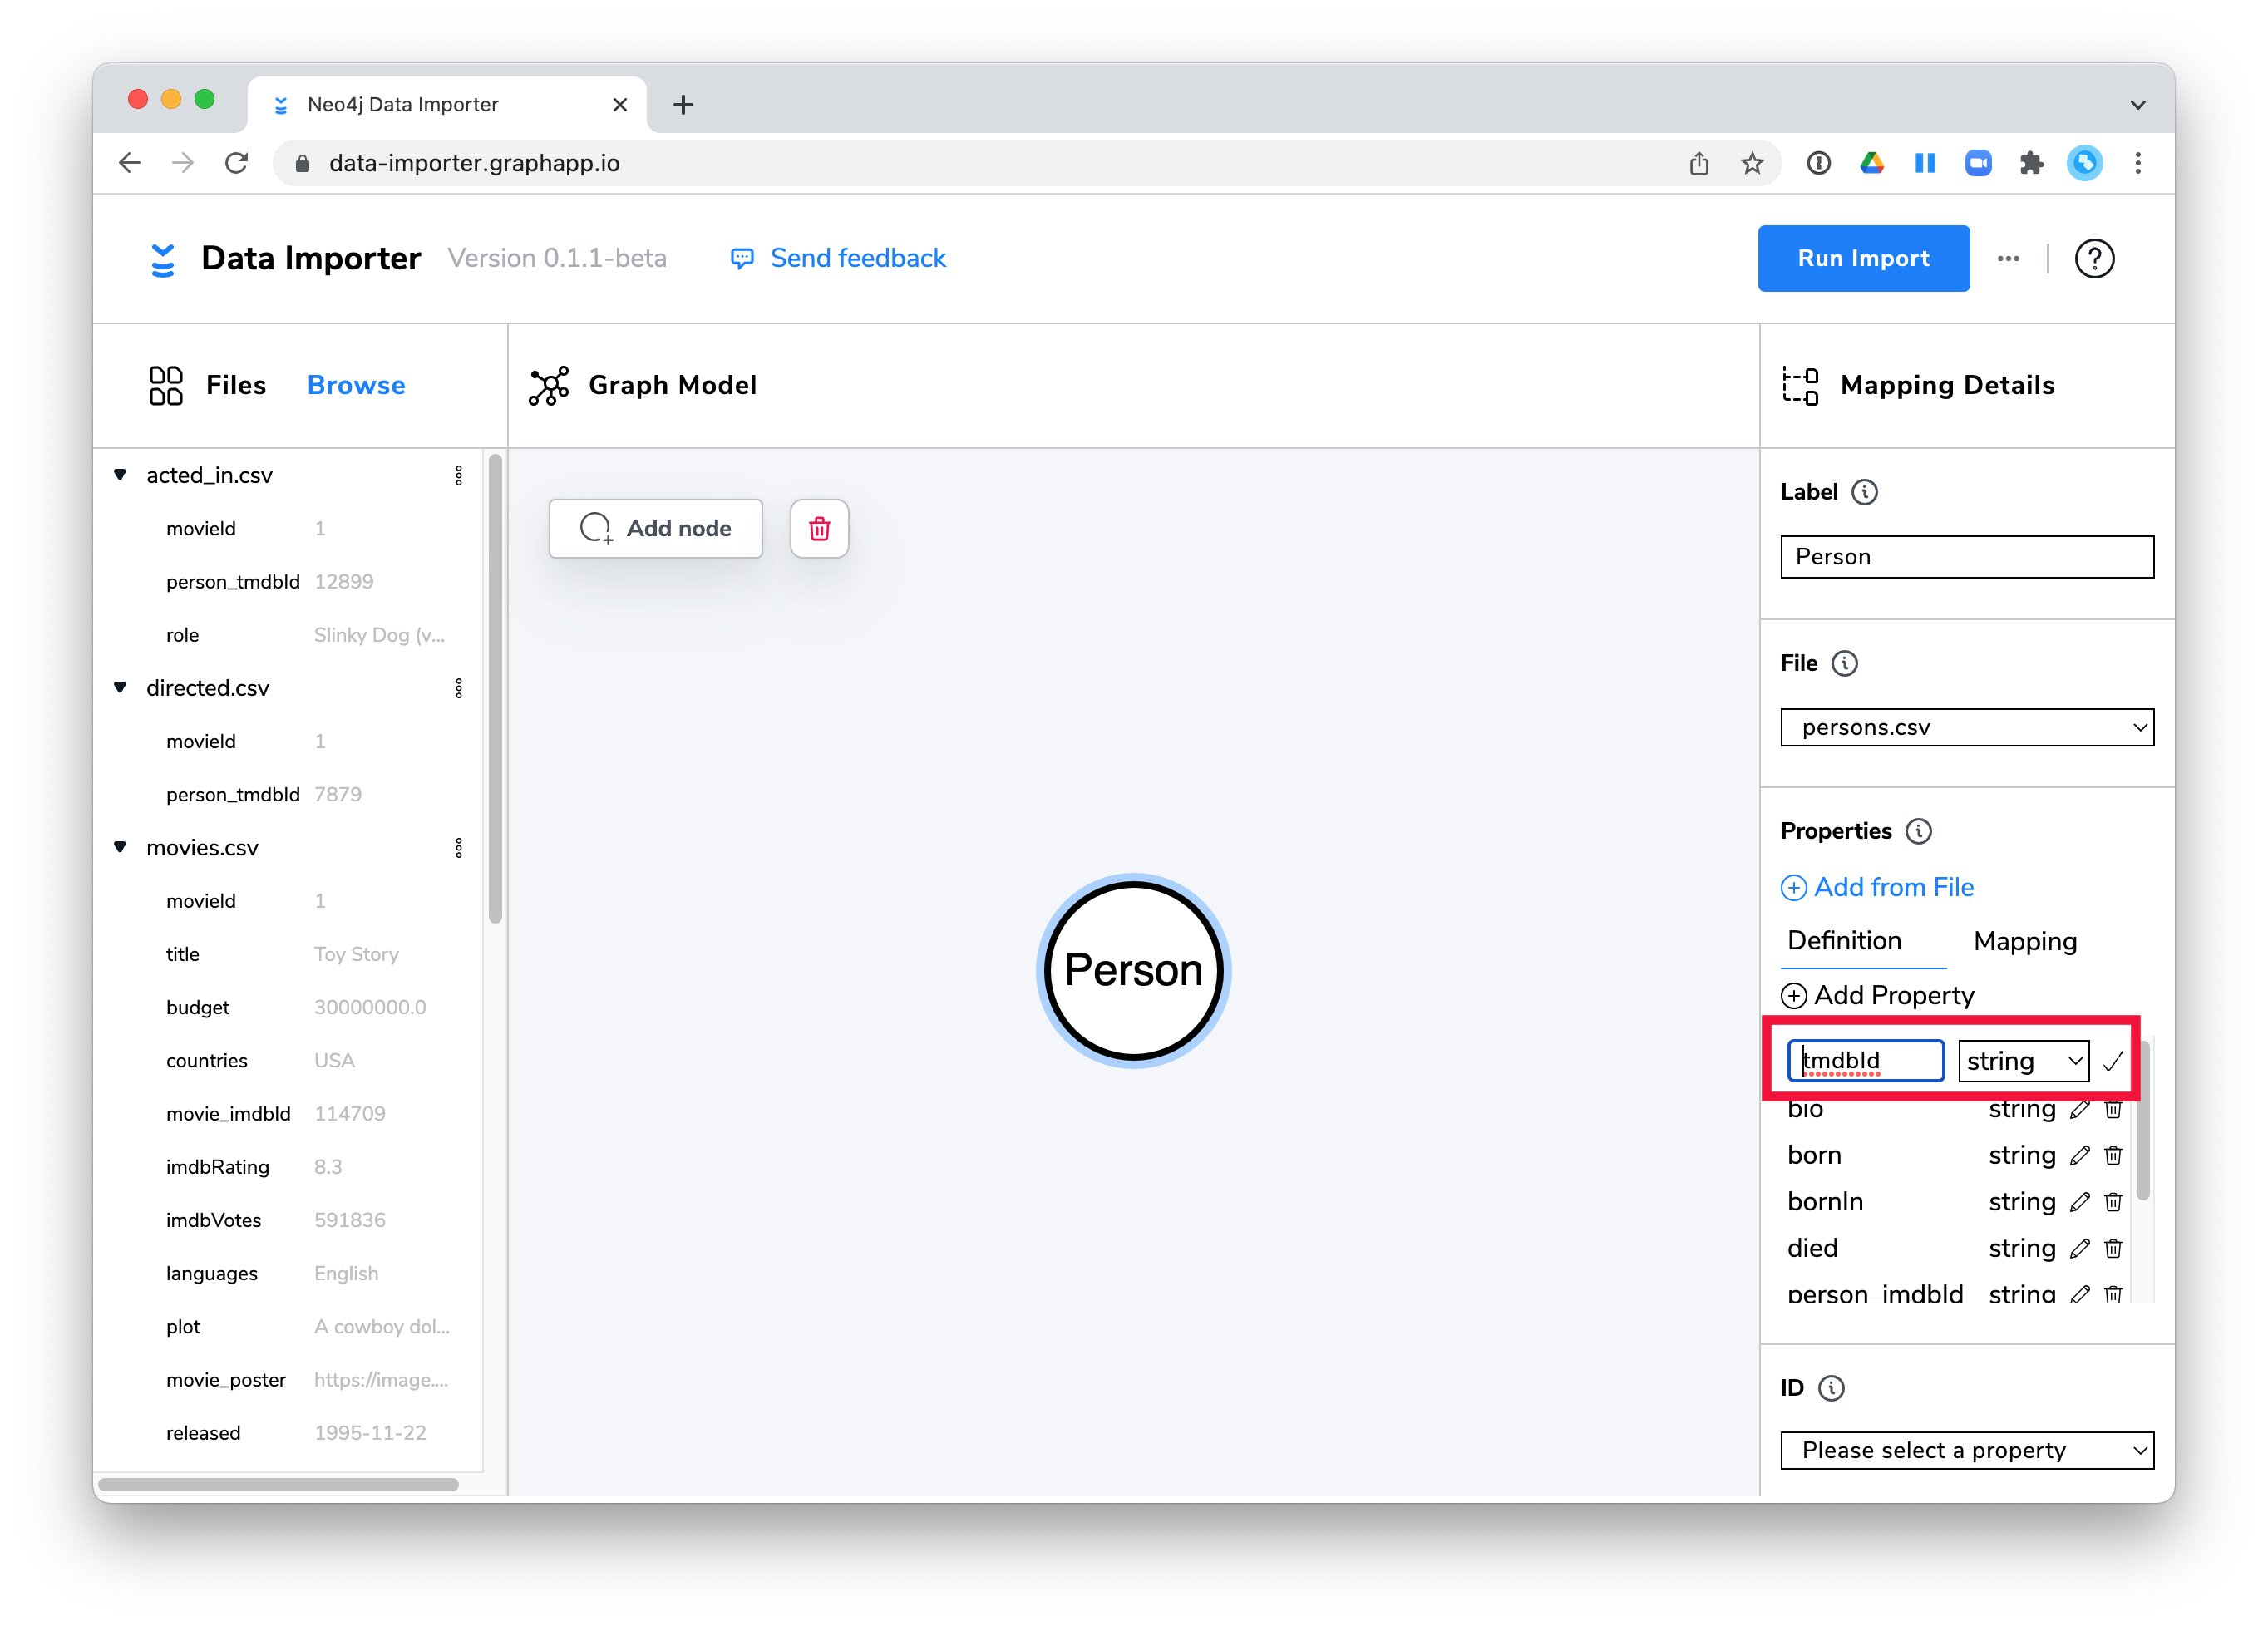 Neo4j Data Importer
data-importer.graphapp.io
Data Importer Version 0.1.1-beta Send feedback Run Import
Files Browse
acted_in.csv
movieId 1
person_tmdbId 12899
role Slinky Dog (v...
directed.csv
movieId 1
person_tmdbId 7879
movies.csv
movieId 1
title Toy Story
budget 30000000.0
countries USA
movie_imdbId 114709
imdbRating 8.3
imdbVotes 591836
languages English
plot A cowboy dol...
movie_poster https://image....
released 1995-11-22
Graph Model
Add node
Person
Mapping Details
Label
Person
File
persons.csv
Properties
Add from File
Definition Mapping
Add Property
tmdbId string
bio string
born string
bornIn string
died string
person_imdbId string
ID
Please select a property